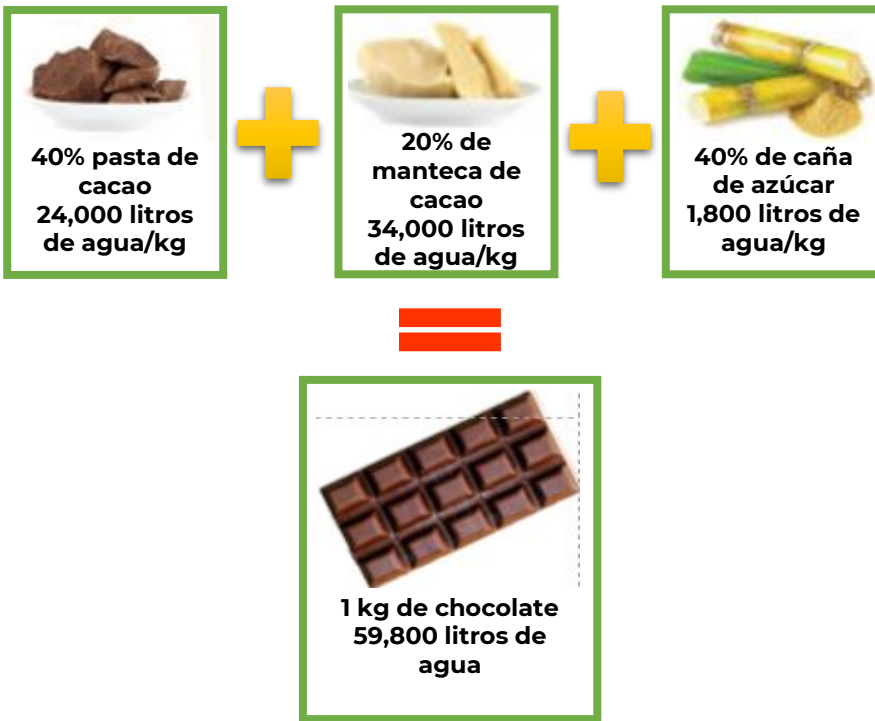 40% pasta de
cacao
24,000 litros
de agua/kg
20% de
manteca de
cacao
34,000 litros
de agua/kg
40% de caña
de azúcar
1,800 litros de
agua/kg
1 kg de chocolate
59,800 litros de
agua